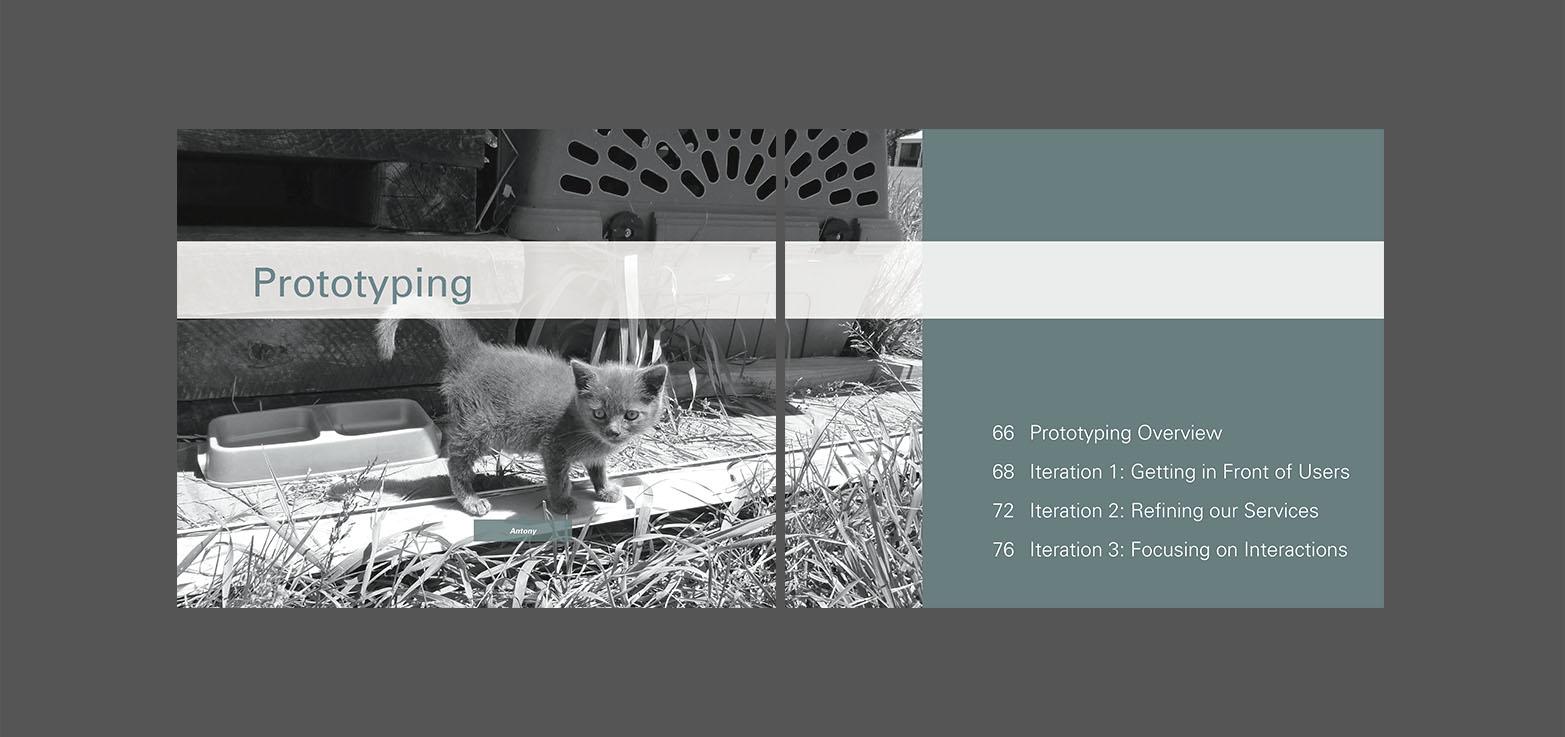 Prototyping
Antony
66 Prototyping Overview
68 Iteration 1: Getting in Front of Users
72 Iteration 2: Refining our Services
76 Iteration 3: Focusing on Interactions